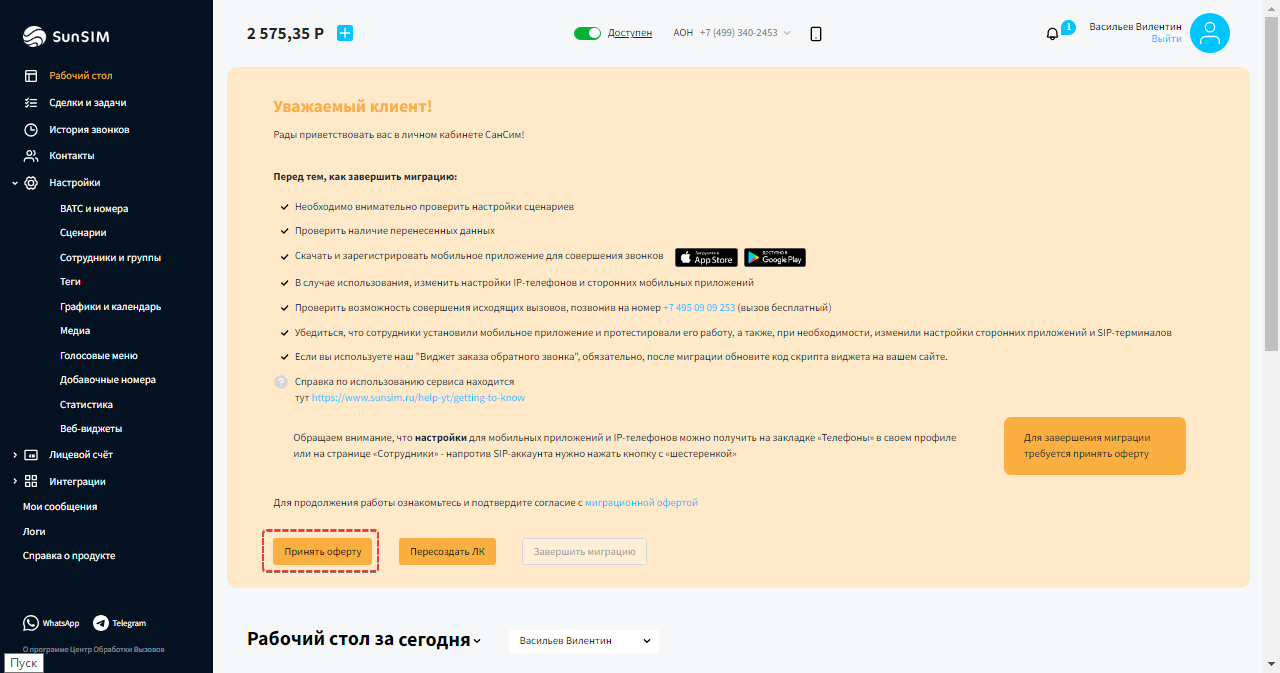 SunSIM
2 575,35 Р
Доступен
АОН +7 (499) 340-2453
1
Васильев Вилентин
Выйти
Рабочий стол
Сделки и задачи
История звонков
Контакты
Настройки
ВАТС и номера
Сценарии
Сотрудники и группы
Теги
Графики и календарь
Медиа
Голосовые меню
Добавочные номера
Статистика
Веб-виджеты
Лицевой счёт
Интеграции
Мои сообщения
Логи
Справка о продукте
WhatsApp
Telegram
О программе Центр Обработки Вызовов
Пуск
Уважаемый клиент!
Рады приветствовать вас в личном кабинете СанСим!
Перед тем, как завершить миграцию:
Необходимо внимательно проверить настройки сценариев
Проверить наличие перенесенных данных
Скачать и зарегистрировать мобильное приложение для совершения звонков
Загрузите в
App Store
ДОСТУПНО В
Google Play
В случае использования, изменить настройки IP-телефонов и сторонних мобильных приложений
Проверить возможность совершения исходящих вызовов, позвонив на номер +7 495 09 09 253 (вызов бесплатный)
Убедиться, что сотрудники установили мобильное приложение и протестировали его работу, а также, при необходимости, изменили настройки сторонних приложений и SIP-терминалов
Если вы используете наш "Виджет заказа обратного звонка", обязательно, после миграции обновите код скрипта виджета на вашем сайте.
? Справка по использованию сервиса находится
тут https://www.sunsim.ru/help-yt/getting-to-know
Обращаем внимание, что настройки для мобильных приложений и IP-телефонов можно получить на закладке «Телефоны» в своем профиле
или на странице «Сотрудники» - напротив SIP-аккаунта нужно нажать кнопку с «шестеренкой»
Для завершения миграции
требуется принять оферту
Для продолжения работы ознакомьтесь и подтвердите согласие с миграционной офертой
Принять оферту
Пересоздать ЛК
Завершить миграцию
Рабочий стол за сегодня
Васильев Вилентин